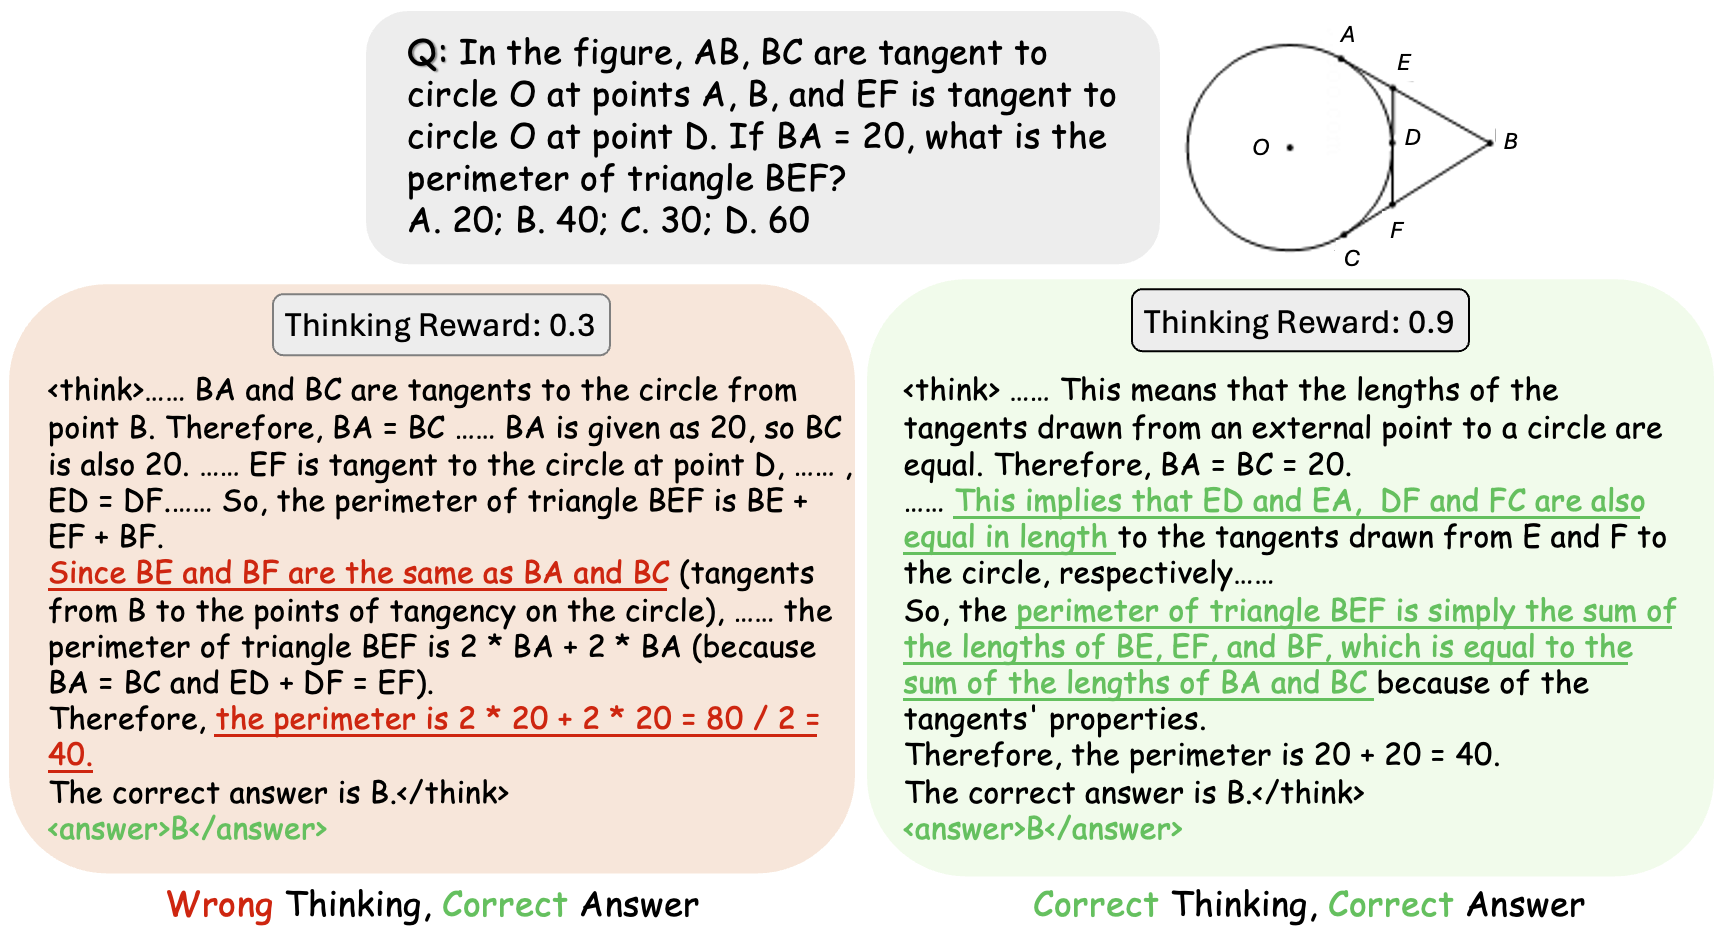 Q: In the figure, AB, BC are tangent to
circle O at points A, B, and EF is tangent to
circle O at point D. If BA = 20, what is the
perimeter of triangle BEF?
A. 20; B. 40; C. 30; D. 60
A
E
D
B
O
F
C
Thinking Reward: 0.3
<think>...... BA and BC are tangents to the circle from
point B. Therefore, BA = BC ...... BA is given as 20, so BC
is also 20. ...... EF is tangent to the circle at point D, ...... ,
ED = DF....... So, the perimeter of triangle BEF is BE +
EF + BF.
Since BE and BF are the same as BA and BC (tangents
from B to the points of tangency on the circle), ...... the
perimeter of triangle BEF is 2 * BA + 2 * BA (because
BA = BC and ED + DF = EF).
Therefore, the perimeter is 2 * 20 + 2 * 20 = 80 / 2 =
40.
The correct answer is B.</think>
<answer>B</answer>
Wrong Thinking, Correct Answer
Thinking Reward: 0.9
<think> ...... This means that the lengths of the
tangents drawn from an external point to a circle are
equal. Therefore, BA = BC = 20.
...... This implies that ED and EA, DF and FC are also
equal in length to the tangents drawn from E and F to
the circle, respectively......
So, the perimeter of triangle BEF is simply the sum of
the lengths of BE, EF, and BF, which is equal to the
sum of the lengths of BA and BC because of the
tangents' properties.
Therefore, the perimeter is 20 + 20 = 40.
The correct answer is B.</think>
<answer>B</answer>
Correct Thinking, Correct Answer